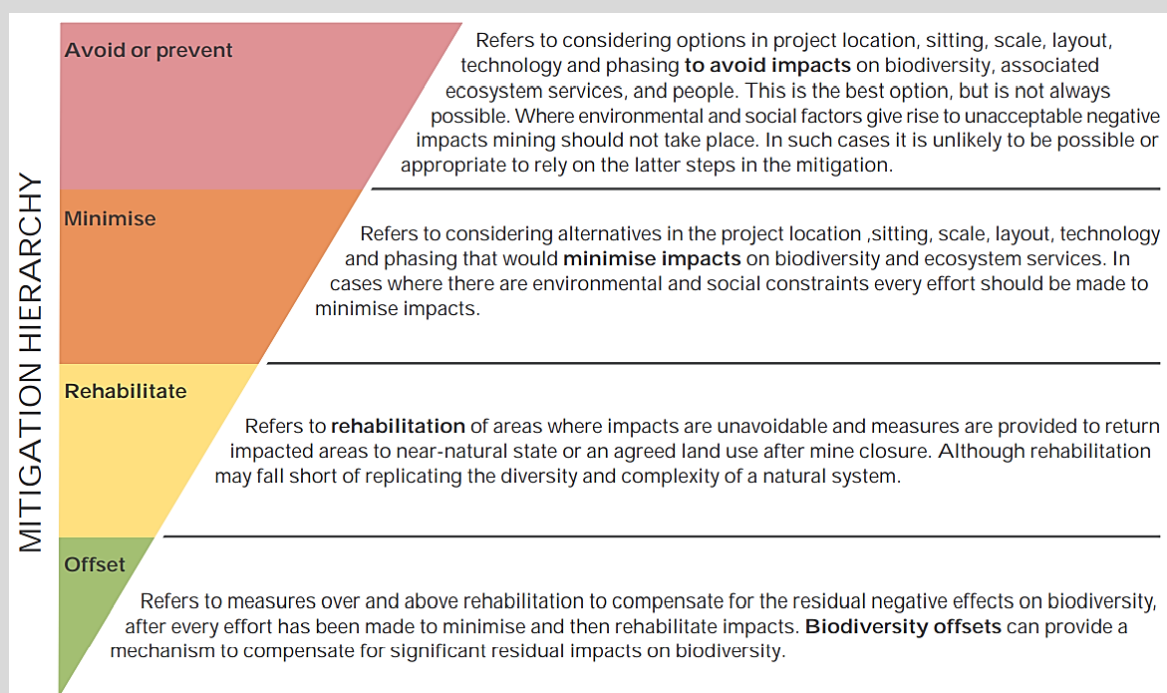 MITIGATION HIERARCHY
Avoid or prevent
Refers to considering options in project location, sitting, scale, layout,
technology and phasing to avoid impacts on biodiversity, associated
ecosystem services, and people. This is the best option, but is not always
possible. Where environmental and social factors give rise to unacceptable negative
impacts mining should not take place. In such cases it is unlikely to be possible or
appropriate to rely on the latter steps in the mitigation.
Minimise
Refers to considering alternatives in the project location ,sitting, scale, layout, technology
and phasing that would minimise impacts on biodiversity and ecosystem services. In
cases where there are environmental and social constraints every effort should be made to
minimise impacts.
Rehabilitate
Refers to rehabilitation of areas where impacts are unavoidable and measures are provided to return
impacted areas to near-natural state or an agreed land use after mine closure. Although rehabilitation
may fall short of replicating the diversity and complexity of a natural system.
Offset
Refers to measures over and above rehabilitation to compensate for the residual negative effects on biodiversity,
after every effort has been made to minimise and then rehabilitate impacts. Biodiversity offsets can provide a
mechanism to compensate for significant residual impacts on biodiversity.